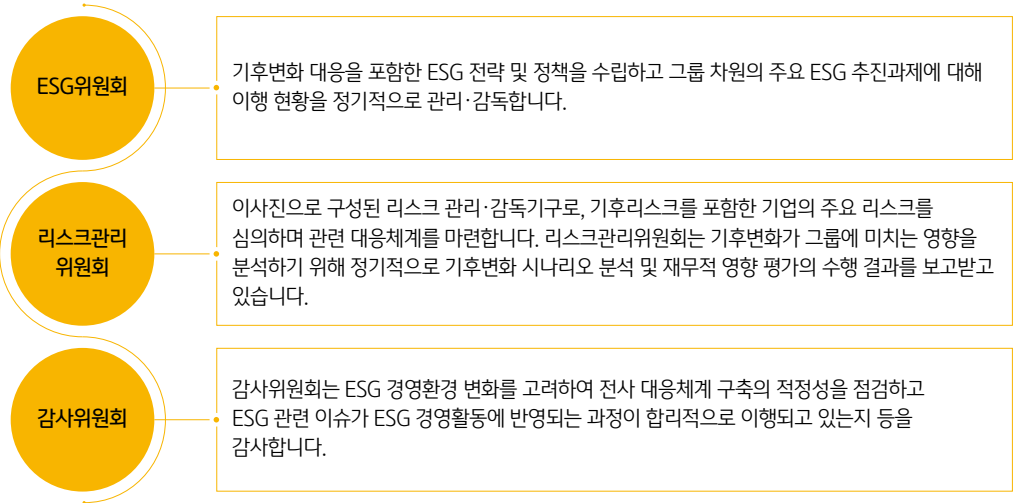 ESG위원회
기후변화 대응을 포함한 ESG 전략 및 정책을 수립하고 그룹 차원의 주요 ESG 추진과제에 대해
이행 현황을 정기적으로 관리·감독합니다.
리스크관리
위원회
이사진으로 구성된 리스크 관리·감독기구로, 기후리스크를 포함한 기업의 주요 리스크를
심의하며 관련 대응체계를 마련합니다. 리스크관리위원회는 기후변화가 그룹에 미치는 영향을
분석하기 위해 정기적으로 기후변화 시나리오 분석 및 재무적 영향 평가의 수행 결과를 보고받고
있습니다.
감사위원회
감사위원회는 ESG 경영환경 변화를 고려하여 전사 대응체계 구축의 적정성을 점검하고
ESG 관련 이슈가 ESG 경영활동에 반영되는 과정이 합리적으로 이행되고 있는지 등을
감사합니다.